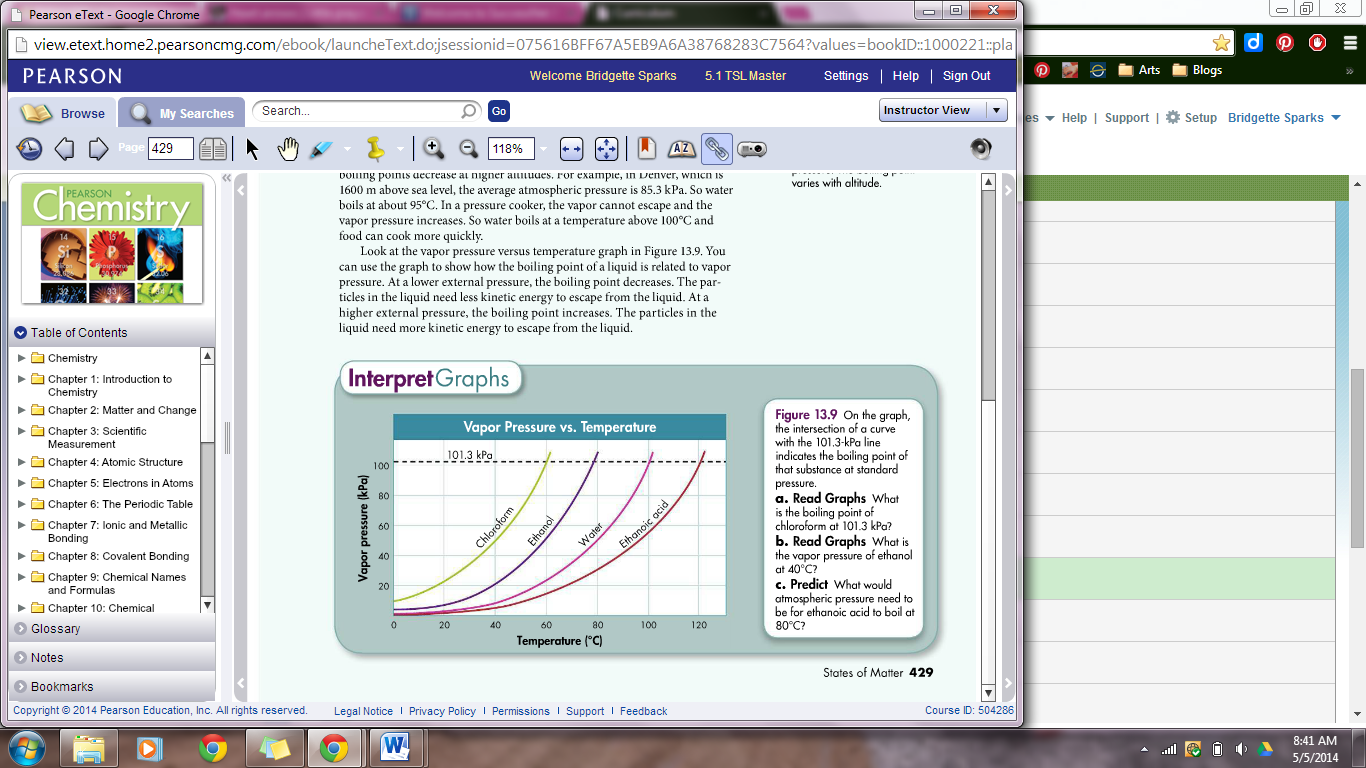 Pearson eText - Google Chrome
view.etext.home2.pearsoncmg.com/ebook/launcheText.do;jsessionid=075616BFF67A5EB9A6A38768283C7564?values=bookID::1000221::pla
PEARSON
Welcome Bridgette Sparks 5.1 TSL Master Settings | Help | Sign Out
Browse My Searches Search... Go Instructor View
Page 429 118%
Arts Blogs »
Help | Support | Setup Bridgette Sparks
PEARSON
Chemistry
Table of Contents
Chemistry
Chapter 1: Introduction to
Chemistry
Chapter 2: Matter and Change
Chapter 3: Scientific
Measurement
Chapter 4: Atomic Structure
Chapter 5: Electrons in Atoms
Chapter 6: The Periodic Table
Chapter 7: Ionic and Metallic
Bonding
Chapter 8: Covalent Bonding
Chapter 9: Chemical Names
and Formulas
Chapter 10: Chemical
Glossary
Notes
Bookmarks
boiling points decrease at higher altitudes. For example, in Denver, which is
1600 m above sea level, the average atmospheric pressure is 85.3 kPa. So water
boils at about 95°C. In a pressure cooker, the vapor cannot escape and the
vapor pressure increases. So water boils at a temperature above 100°C and
food can cook more quickly.
Look at the vapor pressure versus temperature graph in Figure 13.9. You
can use the graph to show how the boiling point of a liquid is related to vapor
pressure. At a lower external pressure, the boiling point decreases. The par-
ticles in the liquid need less kinetic energy to escape from the liquid. At a
higher external pressure, the boiling point increases. The particles in the
liquid need more kinetic energy to escape from the liquid.
varies with altitude.
InterpretGraphs
Vapor Pressure vs. Temperature
101.3 kPa
Vapor pressure (kPa)
100
80
60
40
20
Chloroform
Ethanol
Water
Ethanoic acid
0 20 40 60 80 100 120
Temperature (°C)
Figure 13.9 On the graph,
the intersection of a curve
with the 101.3-kPa line
indicates the boiling point of
that substance at standard
pressure.
a. Read Graphs What
is the boiling point of
chloroform at 101.3 kPa?
b. Read Graphs What is
the vapor pressure of ethanol
at 40°C?
c. Predict What would
atmospheric pressure need to
be for ethanoic acid to boil at
80°C?
States of Matter 429
Copyright © 2014 Pearson Education, Inc. All rights reserved. Legal Notice | Privacy Policy | Permissions | Support | Feedback Course ID: 504286
8:41 AM
5/5/2014